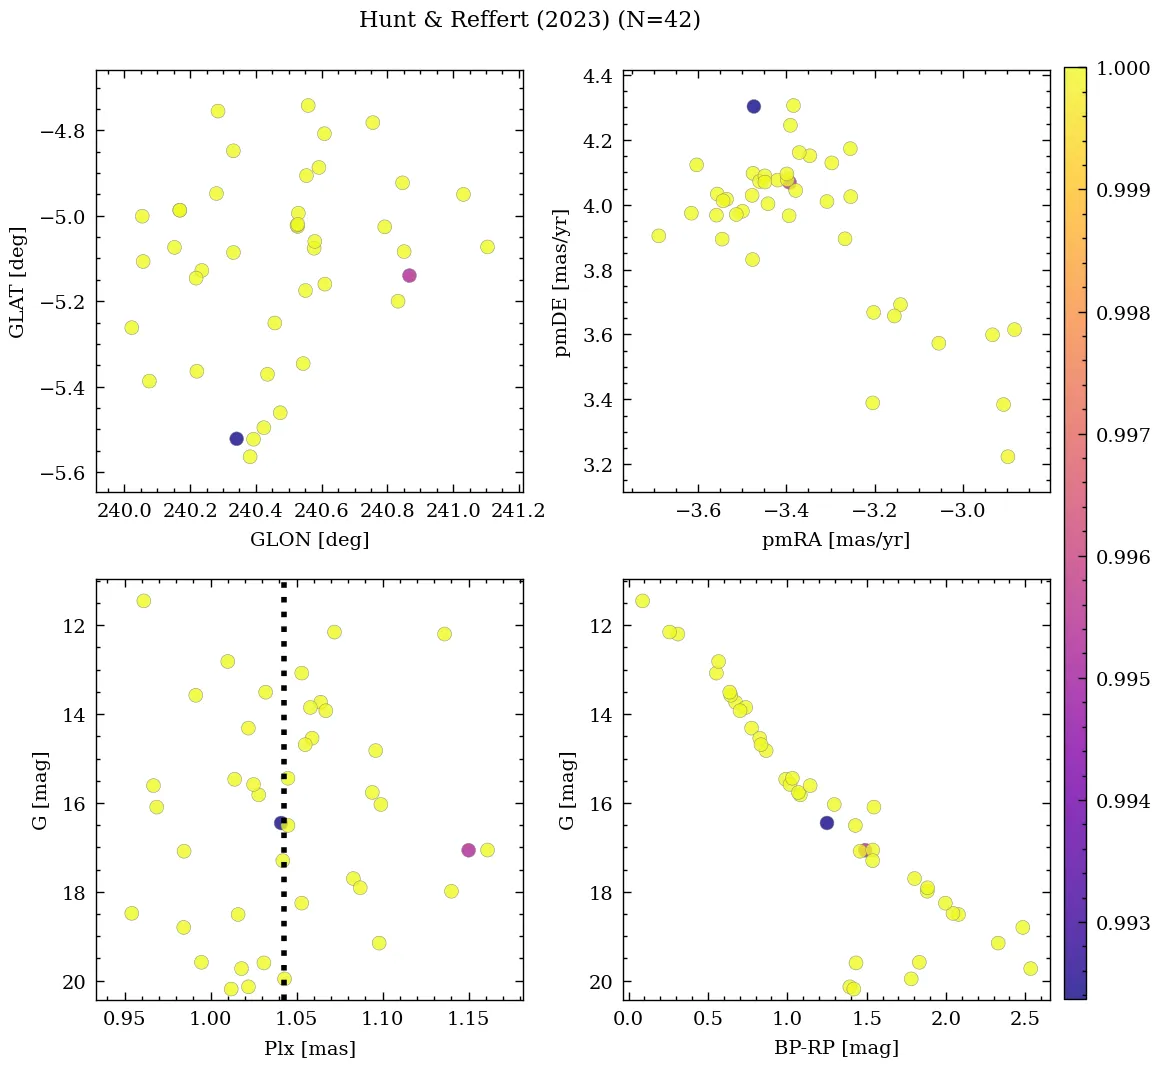 Hunt & Reffert (2023) (N=42)
−4.8
−5.0
−5.2
−5.4
−5.6
GLAT [deg]
240.0 240.2 240.4 240.6 240.8 241.0 241.2
GLON [deg]
4.4
4.2
4.0
3.8
3.6
3.4
3.2
pmDE [mas/yr]
−3.6 −3.4 −3.2 −3.0
pmRA [mas/yr]
12
14
16
18
20
G [mag]
0.95 1.00 1.05 1.10 1.15
Plx [mas]
12
14
16
18
20
G [mag]
0.0 0.5 1.0 1.5 2.0 2.5
BP-RP [mag]
1.000
0.999
0.998
0.997
0.996
0.995
0.994
0.993